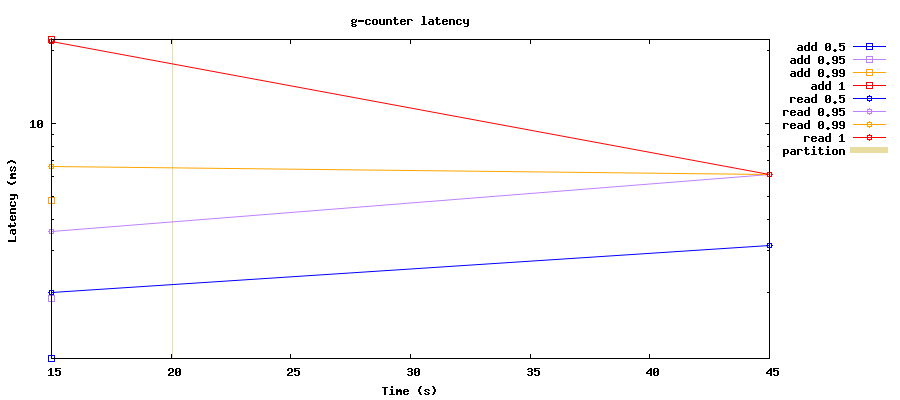 g-counter latency
add 0.5
add 0.95
add 0.99
add 1
read 0.5
read 0.95
read 0.99
read 1
partition
10
Latency (ms)
15 20 25 30 35 40 45
Time (s)